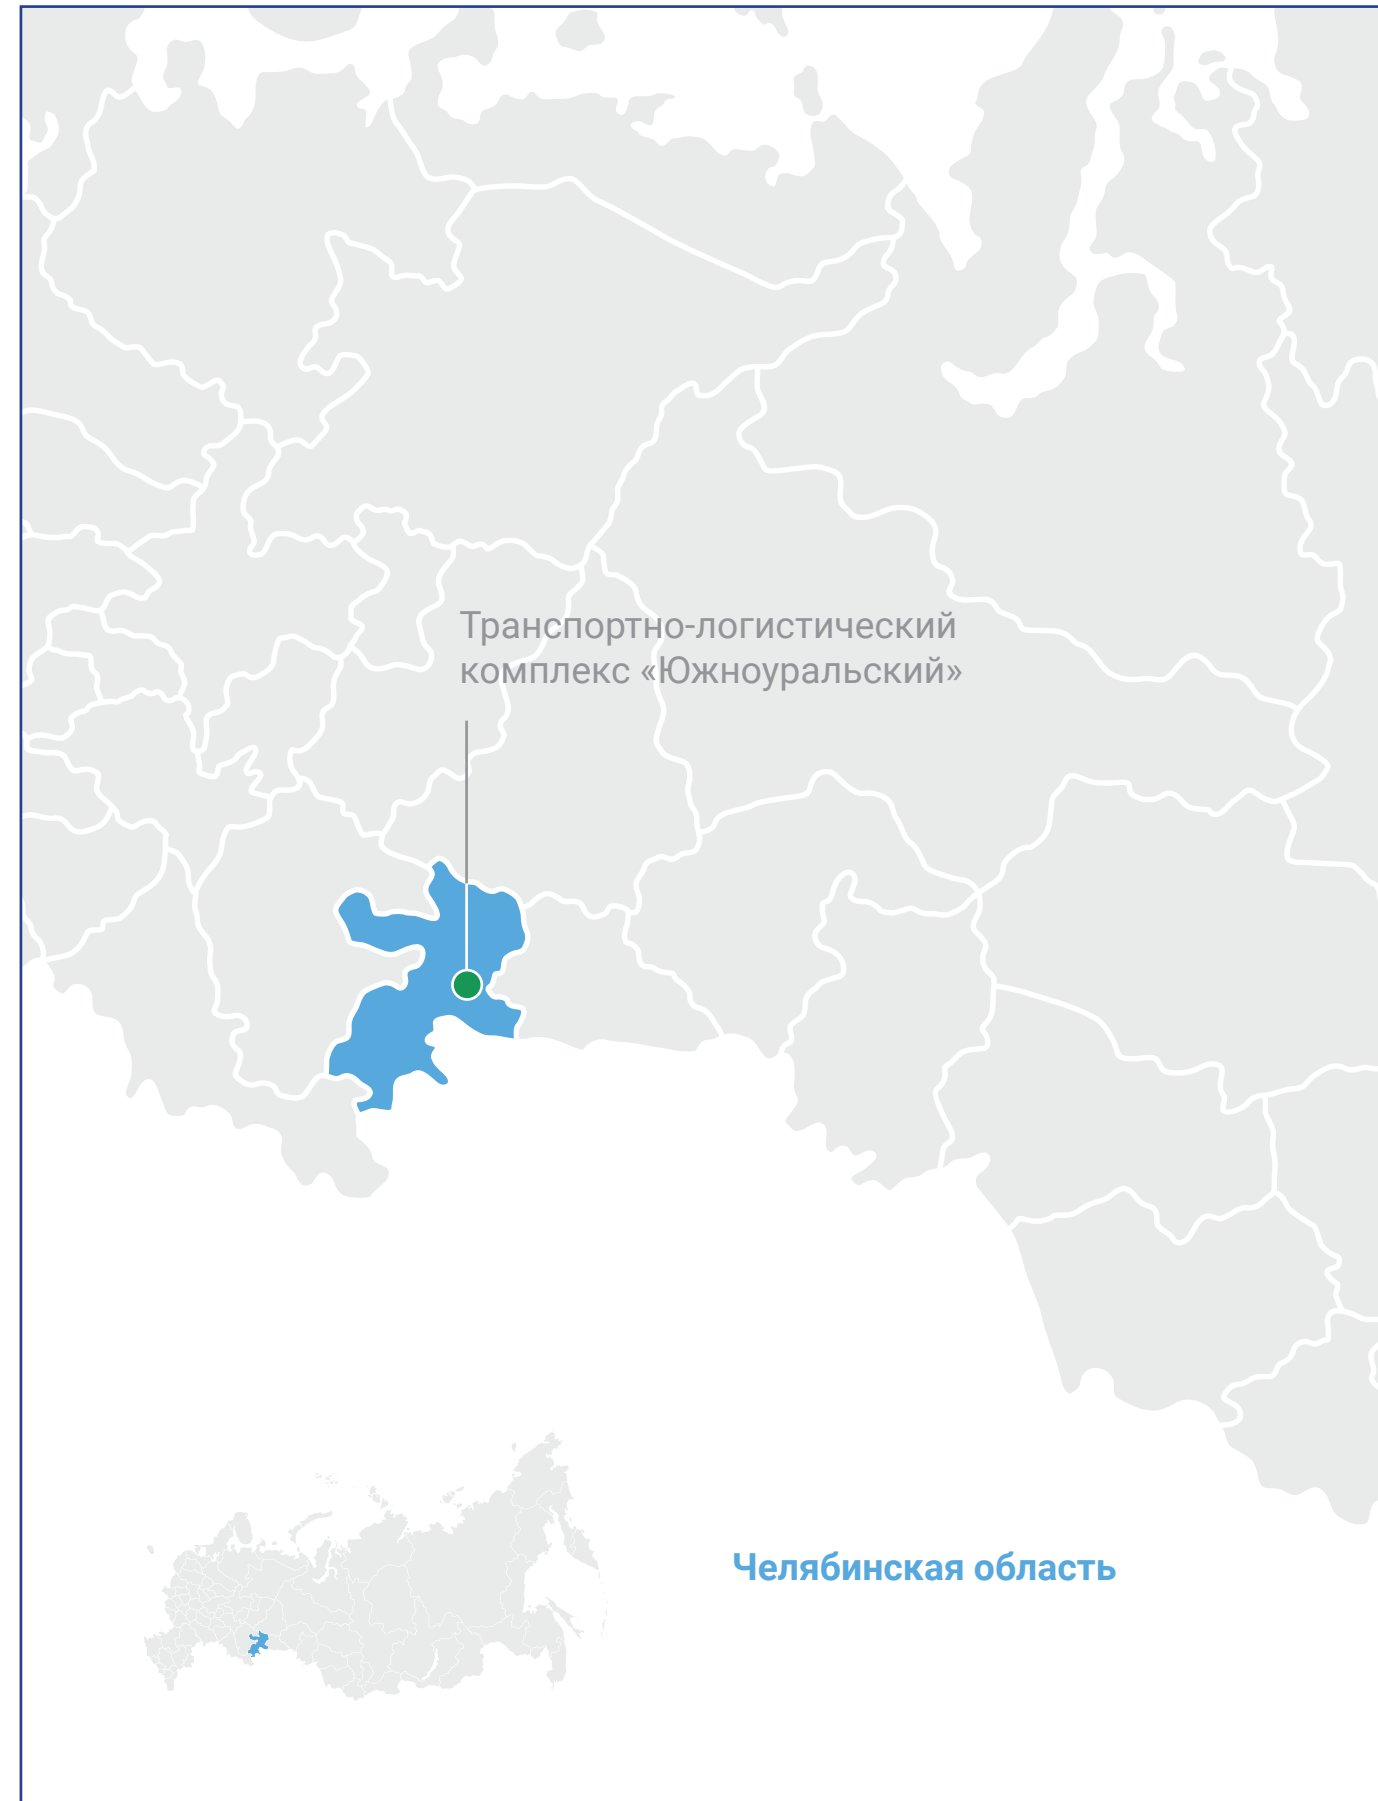 Транспортно-логистический
комплекс «Южноуральский»
Челябинская область